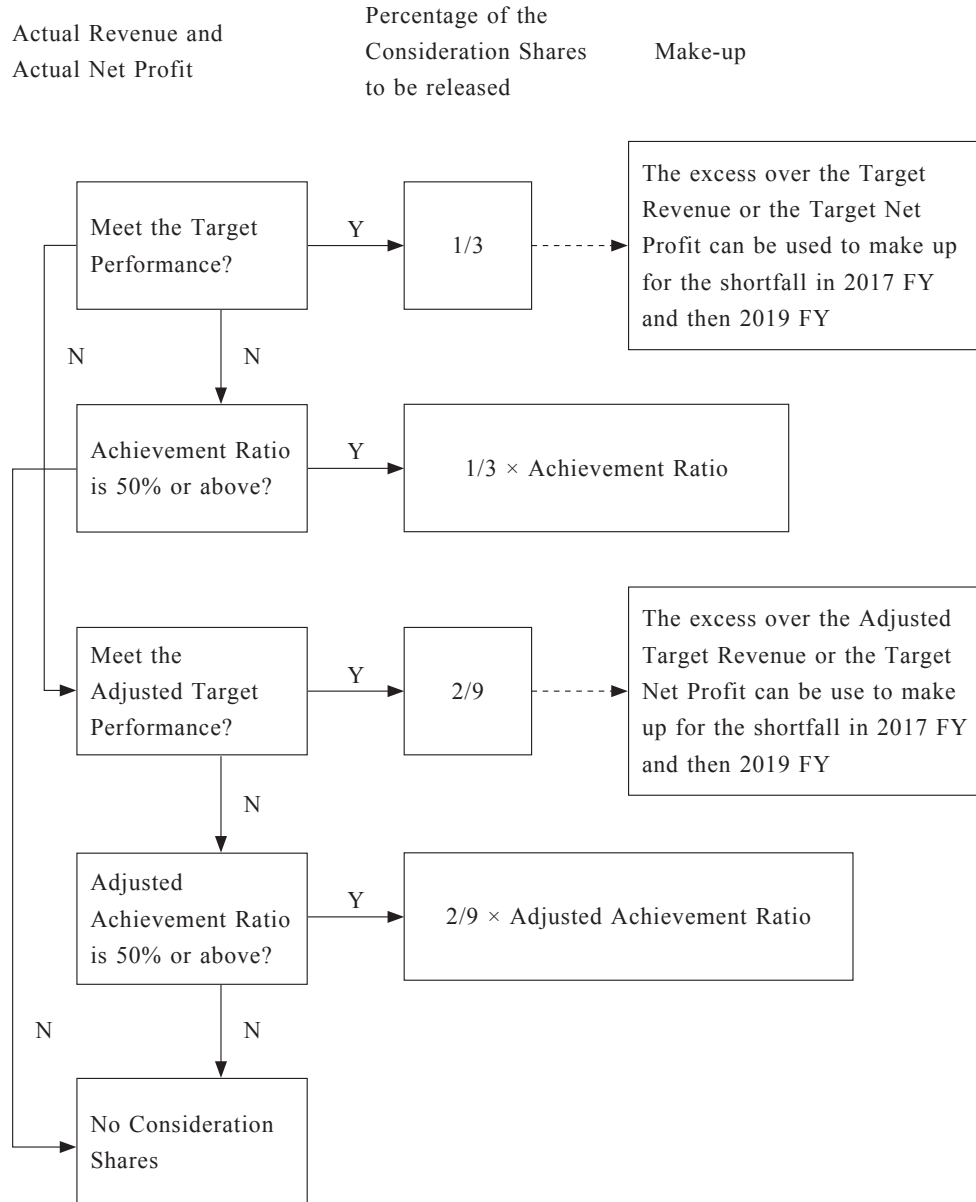 Actual Revenue and
Actual Net Profit
Percentage of the
Consideration Shares
to be released
Make-up
Meet the Target
Performance?
Y
1/3
The excess over the Target
Revenue or the Target Net
Profit can be used to make up
for the shortfall in 2017 FY
and then 2019 FY
N
N
Achievement Ratio
is 50% or above?
Y
1/3 × Achievement Ratio
Meet the
Adjusted Target
Performance?
Y
2/9
The excess over the Adjusted
Target Revenue or the Target
Net Profit can be use to make
up for the shortfall in 2017 FY
and then 2019 FY
N
Adjusted
Achievement Ratio
is 50% or above?
Y
2/9 × Adjusted Achievement Ratio
N
N
No Consideration
Shares